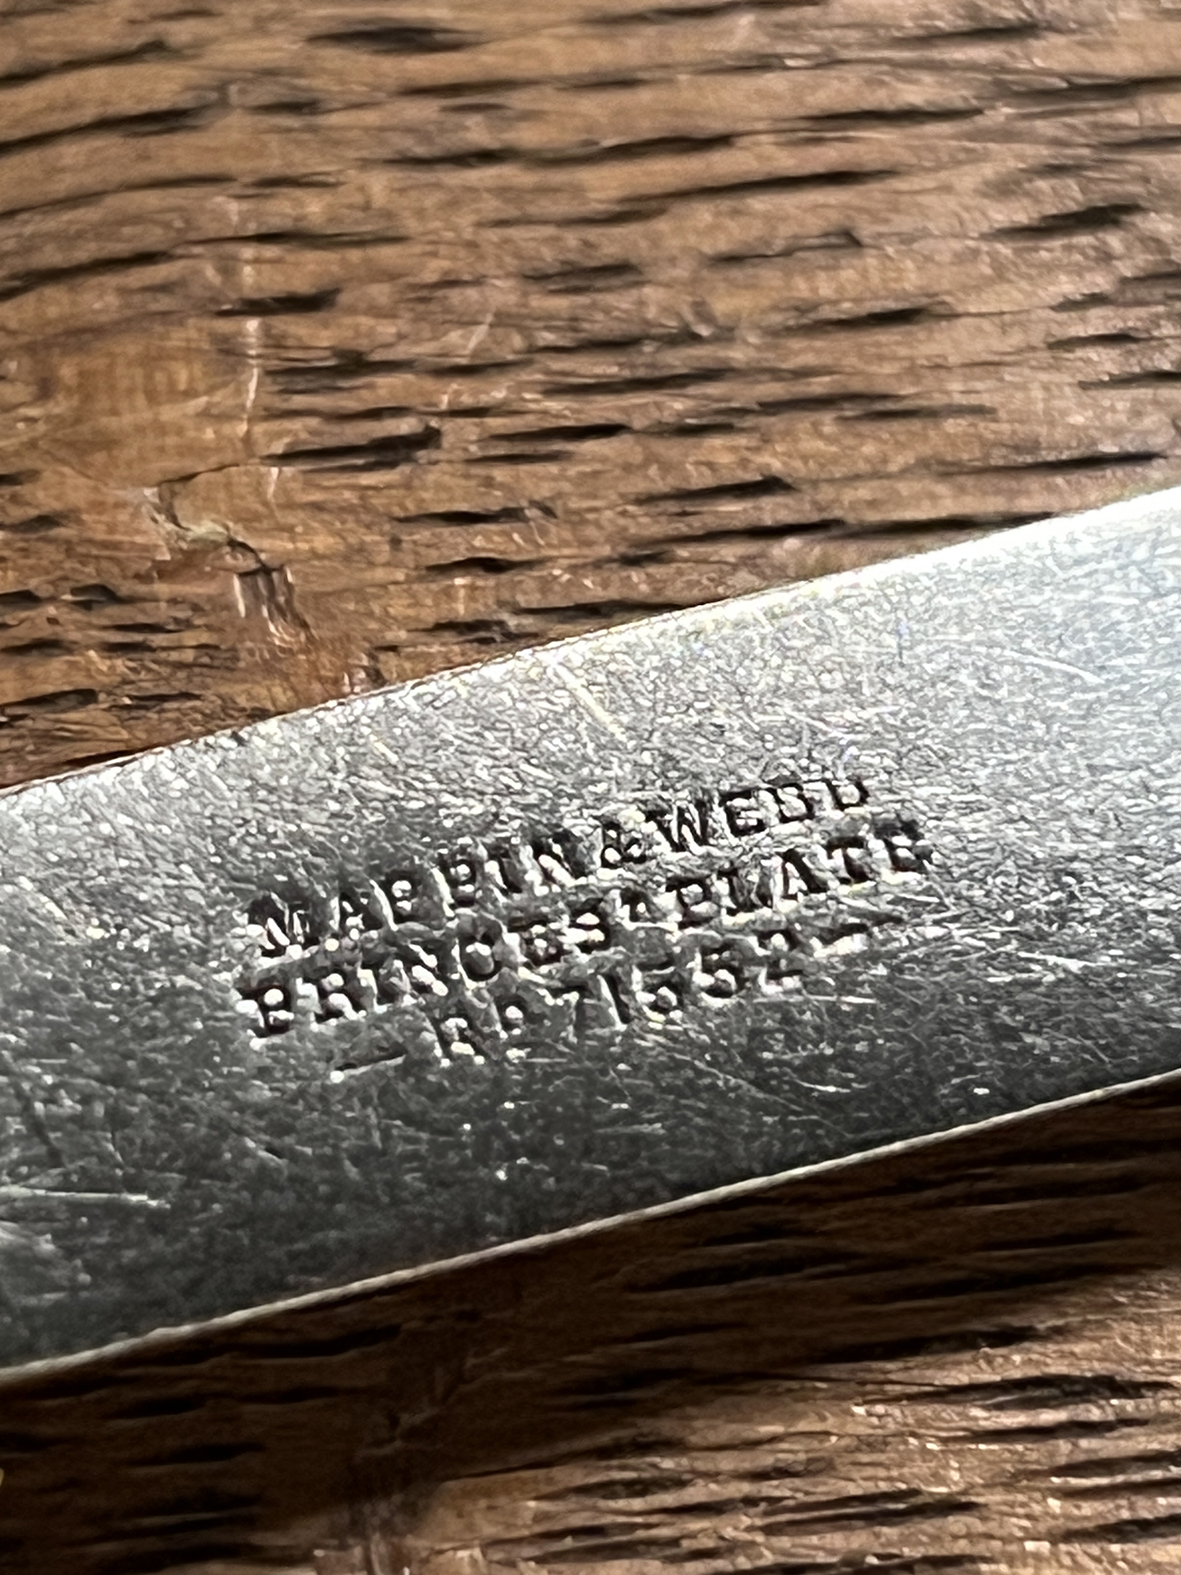 MAPPIN & WEBB
PRINCES' PLATE
— RD 71552 —